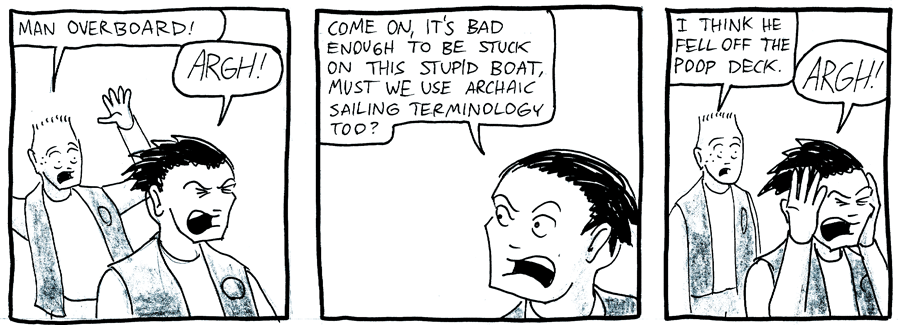 MAN OVERBOARD!
ARGH!
COME ON, IT'S BAD
ENOUGH TO BE STUCK
ON THIS STUPID BOAT,
MUST WE USE ARCHAIC
SAILING TERMINOLOGY
TOO?
I THINK HE
FELL OFF THE
POOP DECK.
ARGH!